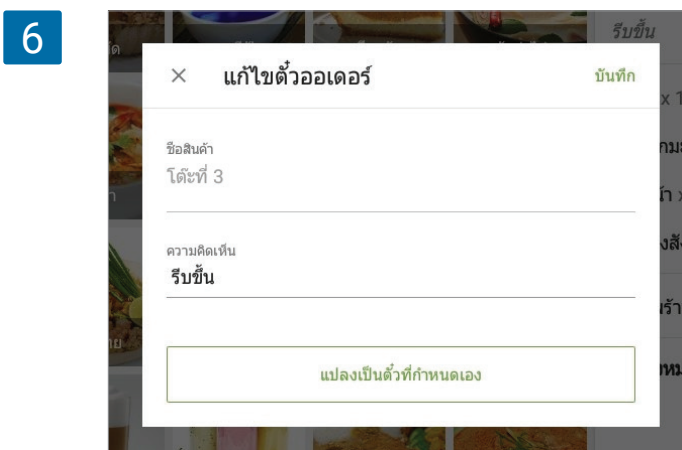 6
รีบขึ้น
× แก้ไขตั๋วออเดอร์ บันทึก
x 1
ชื่อสินค้า
โต๊ะที่ 3
ความคิดเห็น
รีบขึ้น
แปลงเป็นตั๋วที่กำหนดเอง